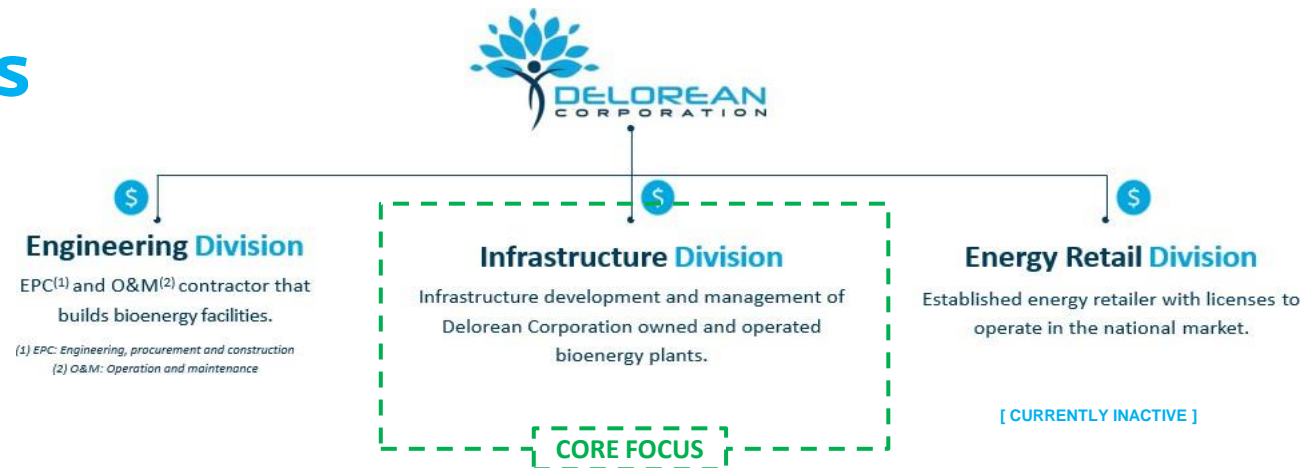 s
DELOREAN
CORPORATION
$
$
$
Engineering Division
EPC(1) and O&M(2) contractor that
builds bioenergy facilities.
(1) EPC: Engineering, procurement and construction
(2) O&M: Operation and maintenance
Infrastructure Division
Infrastructure development and management of
Delorean Corporation owned and operated
bioenergy plants.
CORE FOCUS
Energy Retail Division
Established energy retailer with licenses to
operate in the national market.
[ CURRENTLY INACTIVE ]